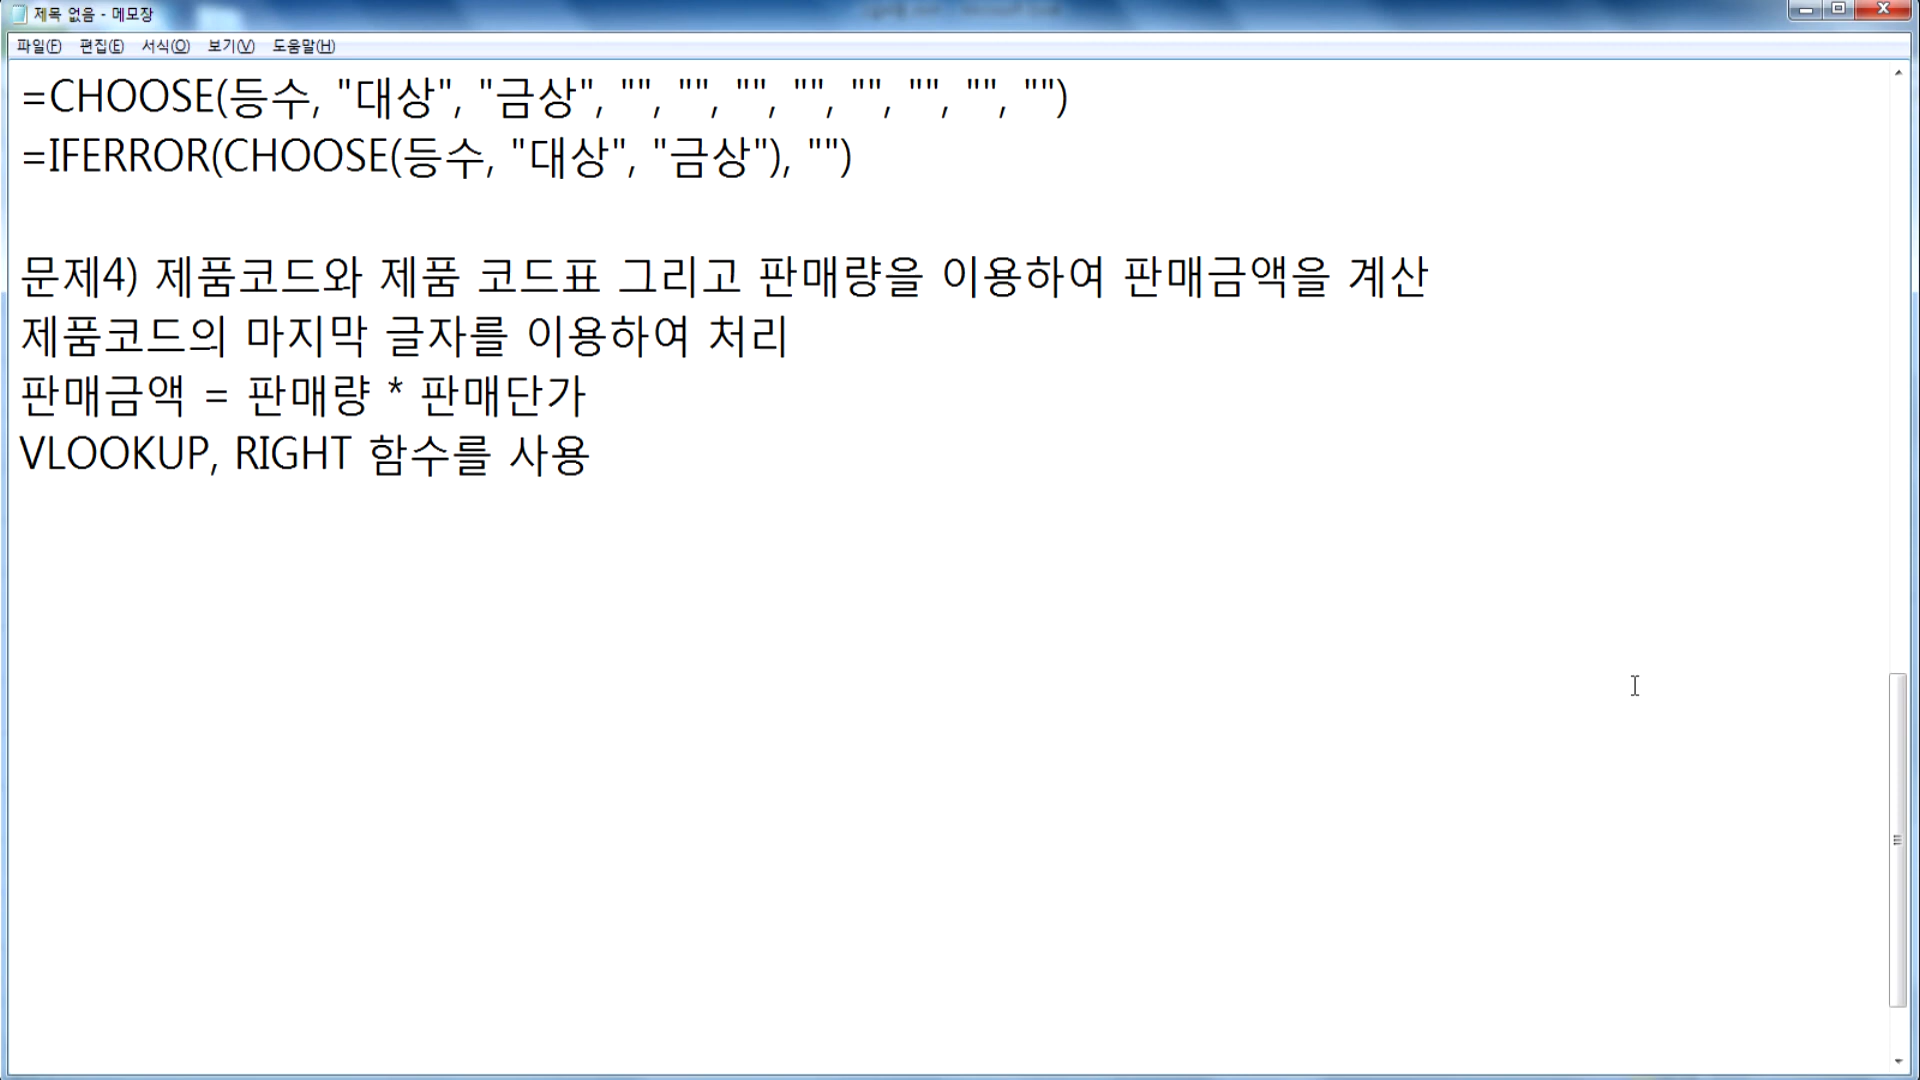 제목 없음 - 메모장
파일(F) 편집(E) 서식(O) 보기(V) 도움말(H)
=CHOOSE(등수, "대상", "금상", "", "", "", "", "", "", "", "")
=IFERROR(CHOOSE(등수, "대상", "금상"), "")
문제4) 제품코드와 제품 코드표 그리고 판매량을 이용하여 판매금액을 계산
제품코드의 마지막 글자를 이용하여 처리
판매금액 = 판매량 * 판매단가
VLOOKUP, RIGHT 함수를 사용